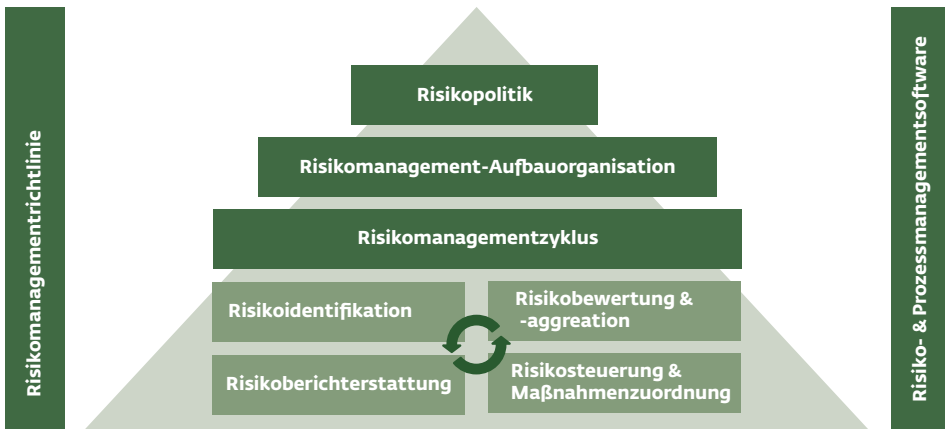 Risikomanagementrichtlinie
Risikopolitik
Risikomanagement-Aufbauorganisation
Risikomanagementzyklus
Risikoidentifikation
Risikobewertung &
-aggreation
Risikoberichterstattung
Risikosteuerung &
Maßnahmenzuordnung
Risiko- & Prozessmanagementsoftware